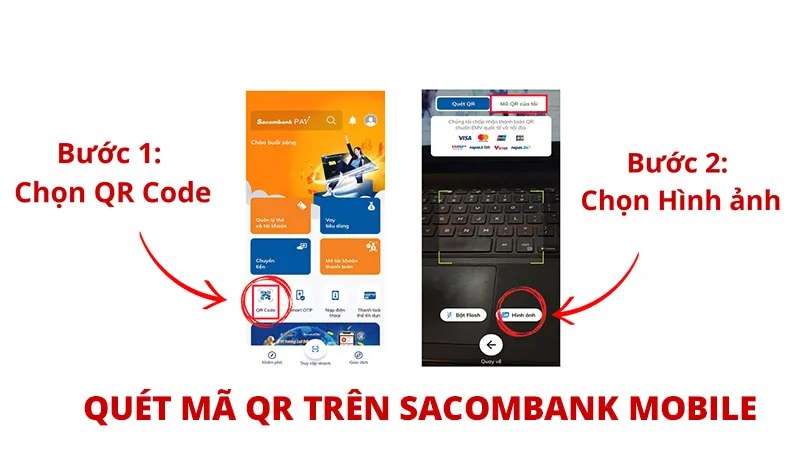 Bước 1:
Chọn QR Code
Sacombank PAY
Chào buổi sáng
Quản lý thẻ
và tài khoản
Vay
tiêu dùng
Chuyển
tiền
Mở tài khoản
thanh toán
QR Code
Smart OTP
Nạp điện
thoại
Thanh toán
thẻ tín dụng
Khám phá
Truy cập nhanh
Giao dịch
Quét QR
Mã QR của tôi
Chúng tôi chấp nhận thanh toán QR
chuẩn EMV quốc tế và nội địa.
VISA
JCB
napas 247
Bật Flash
Hình ảnh
Quay về
Bước 2:
Chọn Hình ảnh
QUÉT MÃ QR TRÊN SACOMBANK MOBILE